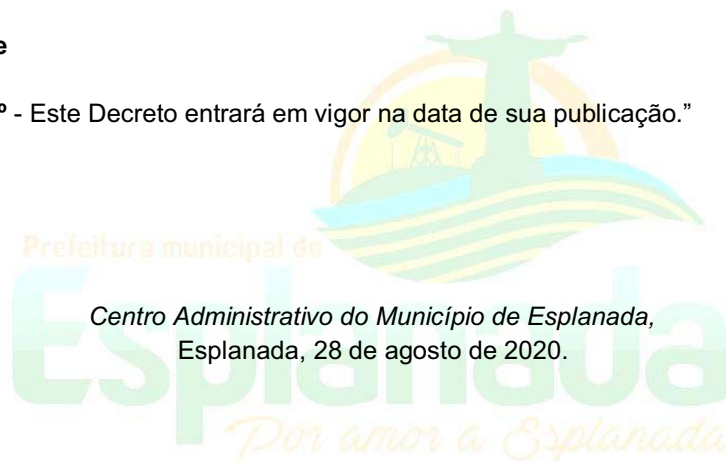 e
º - Este Decreto entrará em vigor na data de sua publicação.”
Prefeitura municipal de
Esplanada
Centro Administrativo do Município de Esplanada,
Esplanada, 28 de agosto de 2020.
Por amor a Esplanada